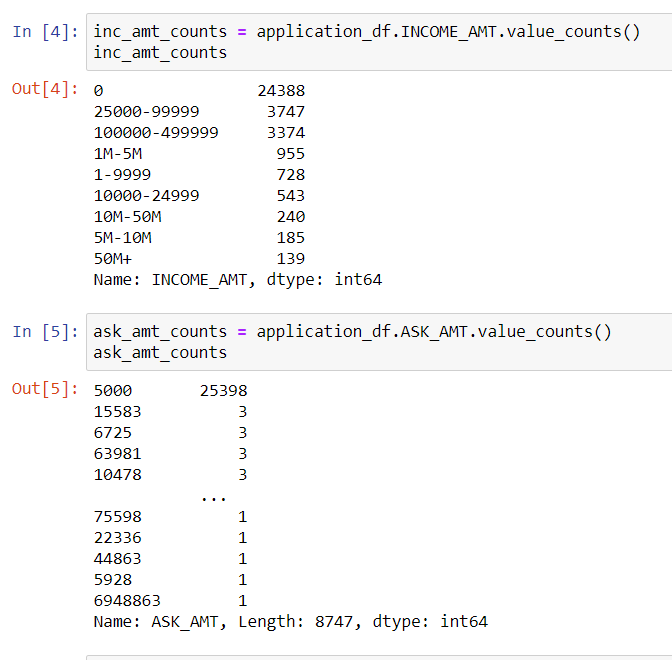 In [4]: inc_amt_counts = application_df.INCOME_AMT.value_counts()
inc_amt_counts
Out[4]: 0 24388
25000-99999 3747
100000-499999 3374
1M-5M 955
1-9999 728
10000-24999 543
10M-50M 240
5M-10M 185
50M+ 139
Name: INCOME_AMT, dtype: int64
In [5]: ask_amt_counts = application_df.ASK_AMT.value_counts()
ask_amt_counts
Out[5]: 5000 25398
15583 3
6725 3
63981 3
10478 3
...
75598 1
22336 1
44863 1
5928 1
6948863 1
Name: ASK_AMT, Length: 8747, dtype: int64